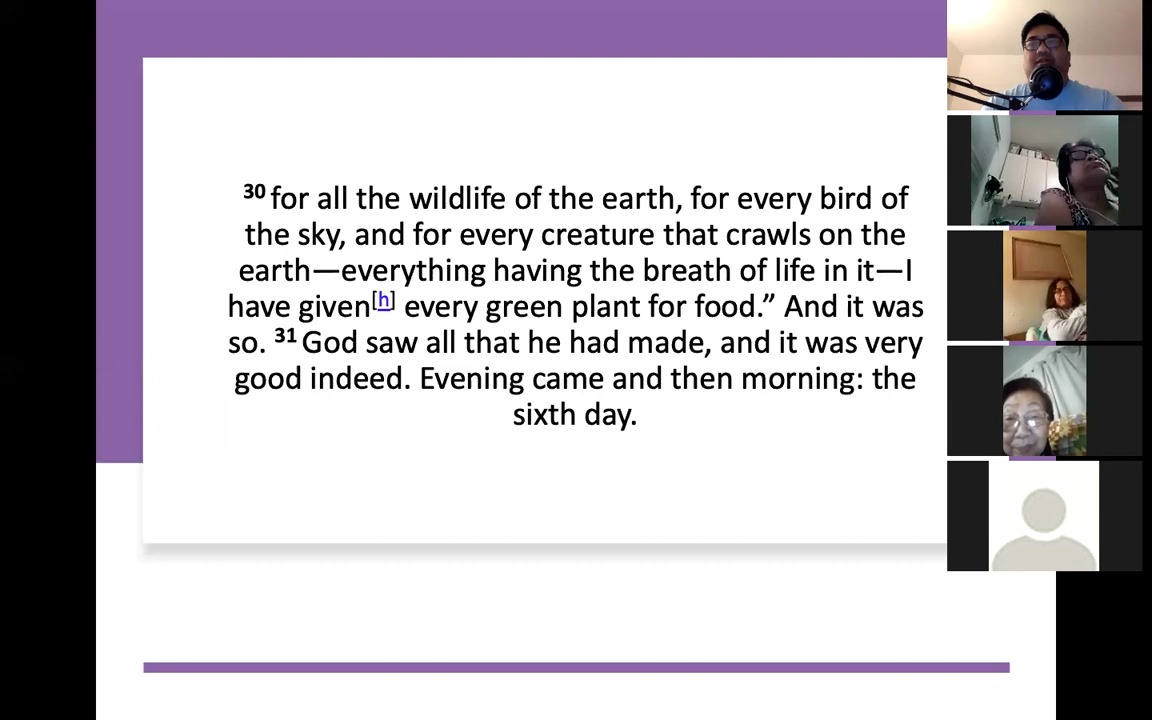 30 for all the wildlife of the earth, for every bird of
the sky, and for every creature that crawls on the
earth—everything having the breath of life in it—I
have given[h] every green plant for food.” And it was
so. 31 God saw all that he had made, and it was very
good indeed. Evening came and then morning: the
sixth day.